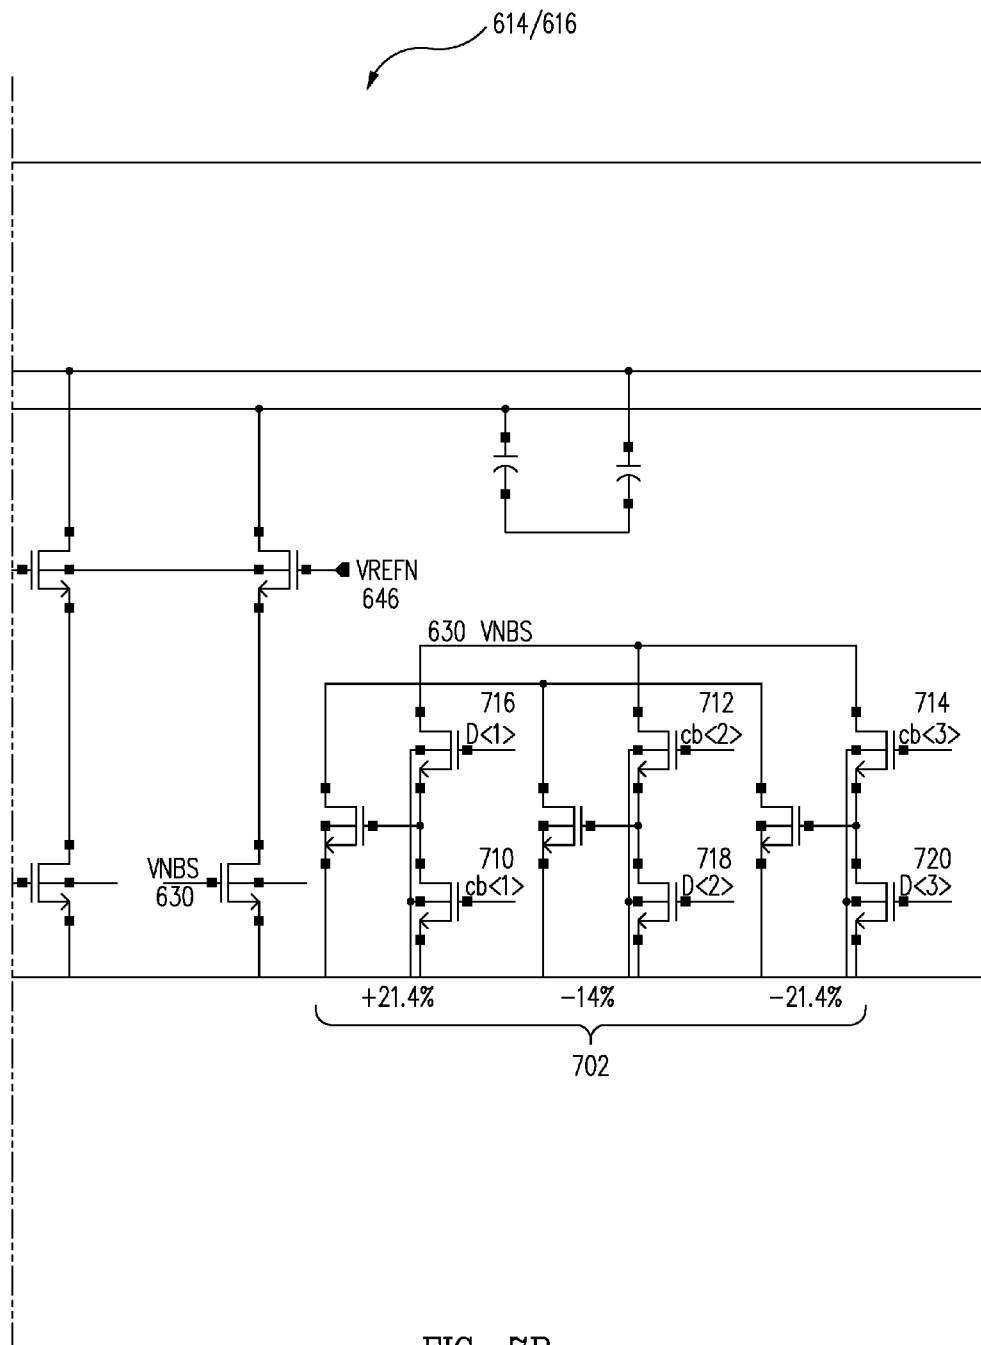 614/616
VREFN
646
630 VNBS
716
D<1>
712
cb<2>
714
cb<3>
VNBS
630
710
cb<1>
718
D<2>
720
D<3>
+21.4%
-14%
-21.4%
702